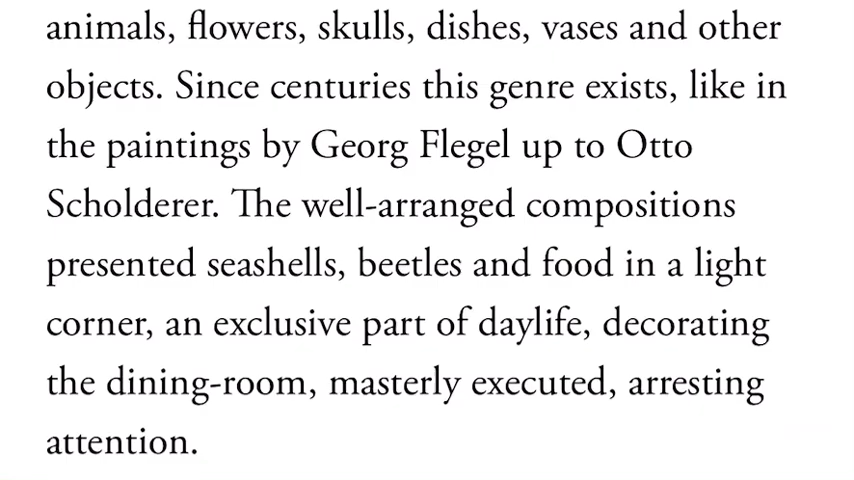 animals, flowers, skulls, dishes, vases and other
objects. Since centuries this genre exists, like in
the paintings by Georg Flegel up to Otto
Scholderer. The well-arranged compositions
presented seashells, beetles and food in a light
corner, an exclusive part of daylife, decorating
the dining-room, masterly executed, arresting
attention.